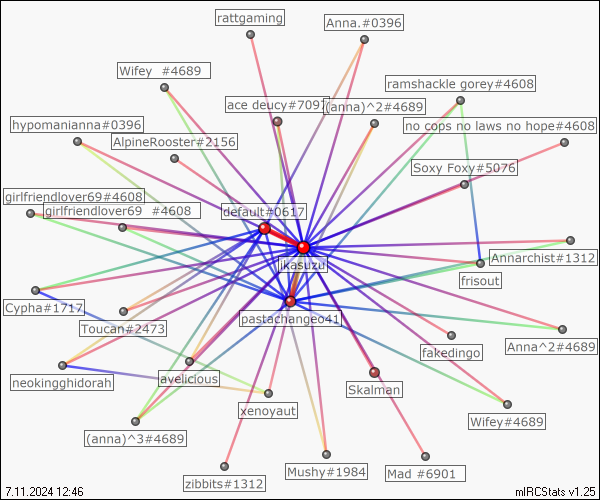 rattgaming
Anna.#0396
Wifey #4689
ramshackle gorey#4608
ace deucy#7097
(anna)^2#4689
hypomanianna#0396
no cops no laws no hope#4608
AlpineRooster#2156
Soxy Foxy#5076
girlfriendlover69#4608
girlfriendlover69 #4608
default#0617
jkasuzu
Annarchist#1312
frisout
Cypha#1717
pastachangeo41
Toucan#2473
Anna^2#4689
fakedingo
neokingghidorah
avelicious
Skalman
xenoyaut
Wifey#4689
(anna)^3#4689
Mushy#1984
Mad #6901
zibbits#1312
7.11.2024 12:46
mIRCStats v1.25